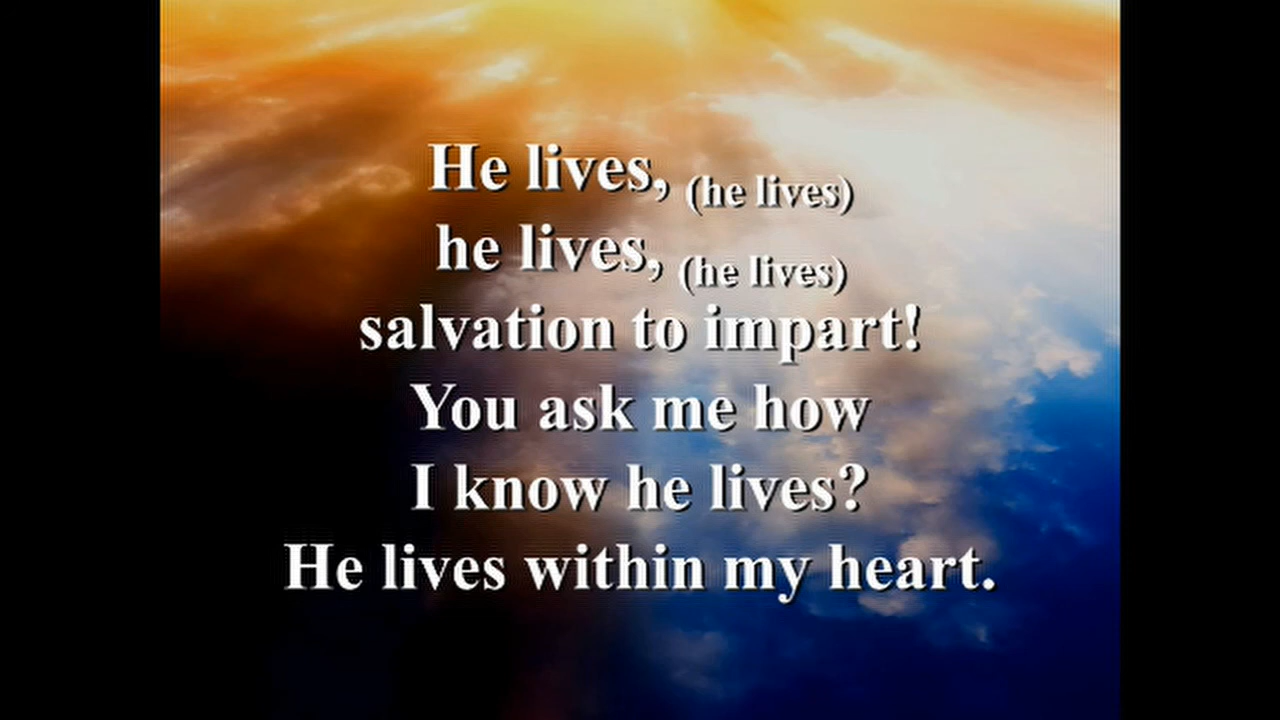 He lives, (he lives)
he lives, (he lives)
salvation to impart!
You ask me how
I know he lives?
He lives within my heart.